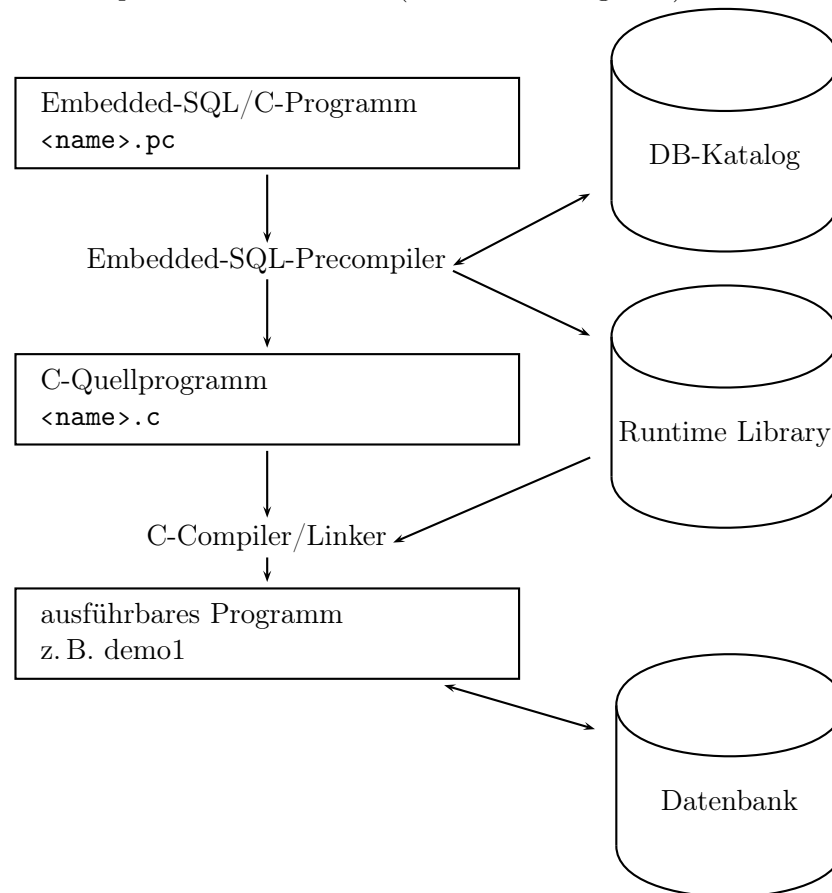 Embedded-SQL/C-Programm
<name>.pc
DB-Katalog
Embedded-SQL-Precompiler
C-Quellprogramm
<name>.c
Runtime Library
C-Compiler/Linker
ausführbares Programm
z. B. demo1
Datenbank